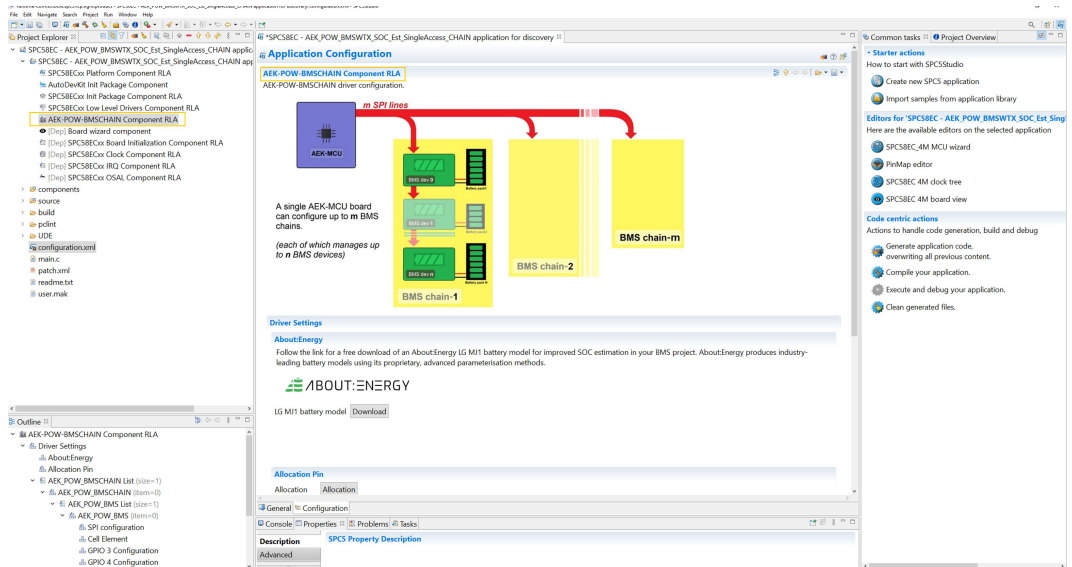 File Edit Search Project Run Window Help
Project Explorer
SPC58EC - AEK_POW_BMSWTX_SOC_Est_SingleAccess_CHAIN applic
SPC58EC - AEK_POW_BMSWTX_SOC_Est_SingleAccess_CHAIN app
SPC58ECxx Platform Component RLA
AutoDevKit Init Package Component
SPC58ECxx Init Package Component RLA
SPC58ECxx Low Level Drivers Component RLA
AEK-POW-BMSCHAIN Component RLA
[Dep] Board wizard component
[Dep] SPC58ECxx Board Initialization Component RLA
[Dep] SPC58ECxx Clock Component RLA
[Dep] SPC58ECxx IRQ Component RLA
[Dep] SPC58ECxx OSAL Component RLA
components
source
build
pclint
UDE
configuration.xml
main.c
patch.xml
readme.txt
user.mak
Outline
AEK-POW-BMSCHAIN Component RLA
Driver Settings
About:Energy
Allocation Pin
AEK_POW_BMSCHAIN List (size=1)
AEK_POW_BMSCHAIN (item=0)
AEK_POW_BMS List (size=1)
AEK_POW_BMS (item=0)
SPI configuration
Cell Element
GPIO 3 Configuration
GPIO 4 Configuration
*SPC58EC - AEK_POW_BMSWTX_SOC_Est_SingleAccess_CHAIN application for discovery
Application Configuration
AEK-POW-BMSCHAIN Component RLA
AEK-POW-BMSCHAIN driver configuration.
m SPI lines
AEK-MCU
BMS dev 0
Battery pack 0
BMS dev 1
BMS dev n
A single AEK-MCU board
can configure up to m BMS
chains.
(each of which manages up
to n BMS devices)
BMS chain-1
BMS chain-2
BMS chain-m
Driver Settings
About:Energy
Follow the link for a free download of an About:Energy LG MJ1 battery model for improved SOC estimation in your BMS project. About:Energy produces industry-
leading battery models using its proprietary, advanced parameterisation methods.
ABOUT:ENERGY
LG MJ1 battery model Download
Allocation Pin
Allocation Allocation
General Configuration
Console Properties Problems Tasks
Description
Advanced
SPC5 Property Description
Common tasks Project Overview
Starter actions
How to start with SPC5Studio
Create new SPC5 application
Import samples from application library
Editors for 'SPC58EC - AEK_POW_BMSWTX_SOC_Est_Sing
Here are the available editors on the selected application
SPC58EC_4M MCU wizard
PinMap editor
SPC58EC 4M clock tree
SPC58EC 4M board view
Code centric actions
Actions to handle code generation, build and debug
Generate application code,
overwriting all previous content.
Compile your application.
Execute and debug your application.
Clean generated files.